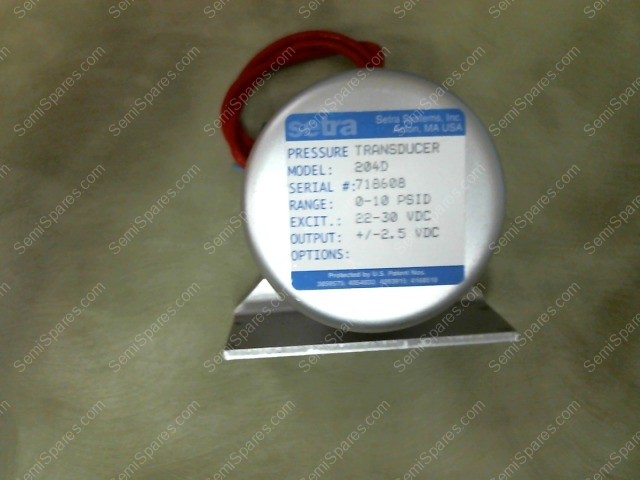 setra Setra Systems, Inc.
Acton, MA USA
PRESSURE TRANSDUCER
MODEL: 204D
SERIAL #:718608
RANGE: 0-10 PSID
EXCIT.: 22-30 VDC
OUTPUT: +/-2.5 VDC
OPTIONS:
Protected by U.S. Patent Nos.
SemiSpares.com